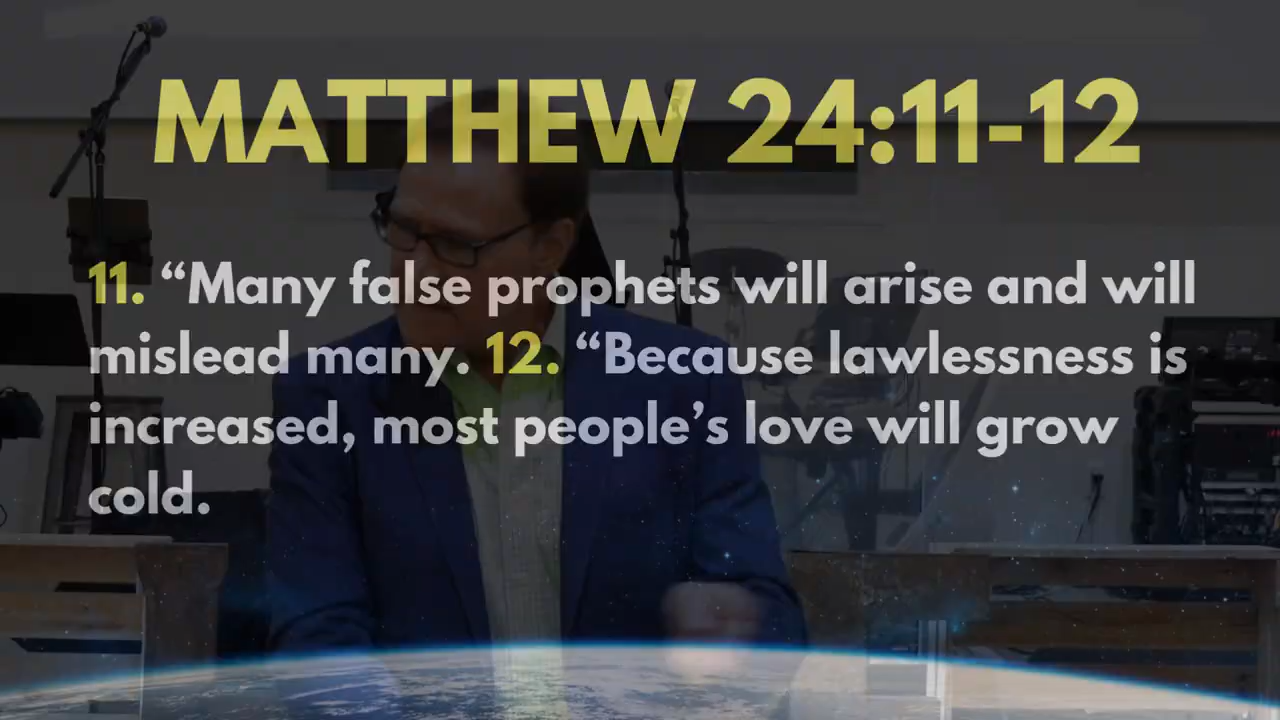 MATTHEW 24:11-12
11. “Many false prophets will arise and will
mislead many. 12. “Because lawlessness is
increased, most people’s love will grow
cold.